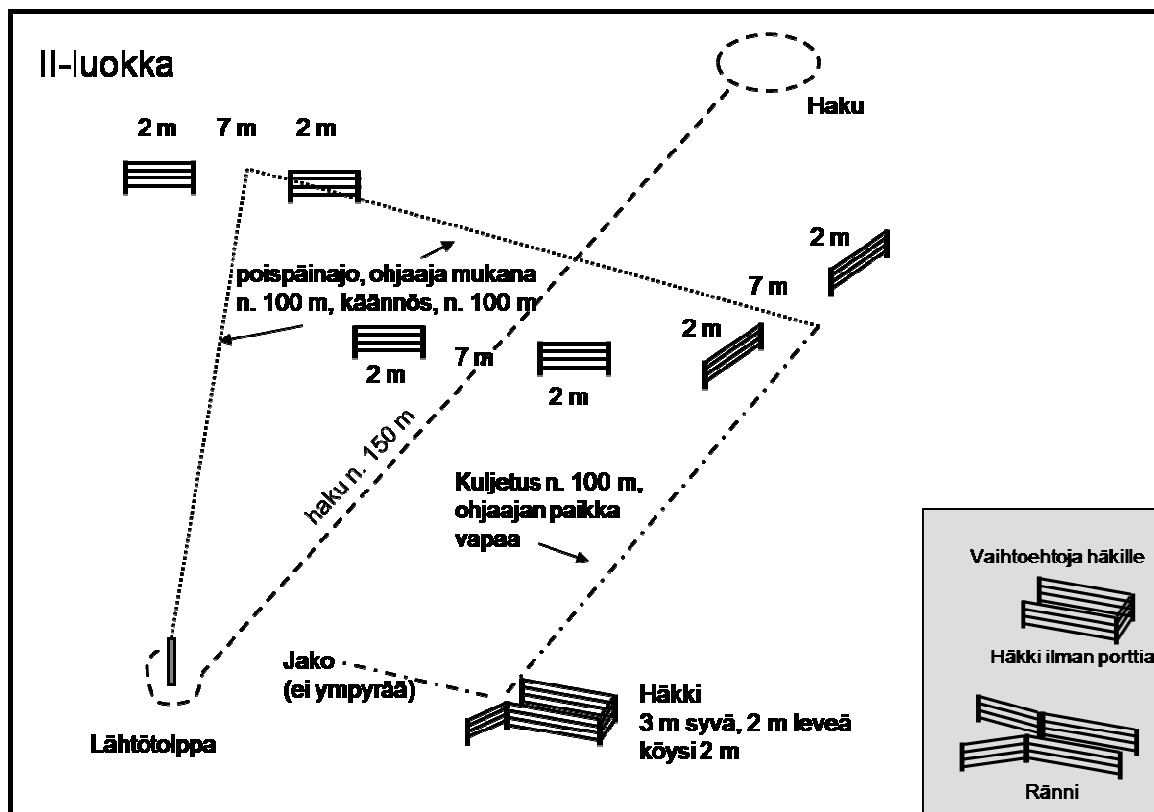 II-luokka
Haku
2 m 7 m 2 m
2 m
poispäinajo, ohjaaja mukana
n. 100 m, käännös, n. 100 m
7 m
2 m
7 m
2 m
2 m
haku n. 150 m
Kuljetus n. 100 m,
ohjaajan paikka
vapaa
Vaihtoehtoja häkille
Häkki ilman porttia
Jako
(ei ympyrää)
Häkki
3 m syvä, 2 m leveä
köysi 2 m
Lähtötolppa
Ränni